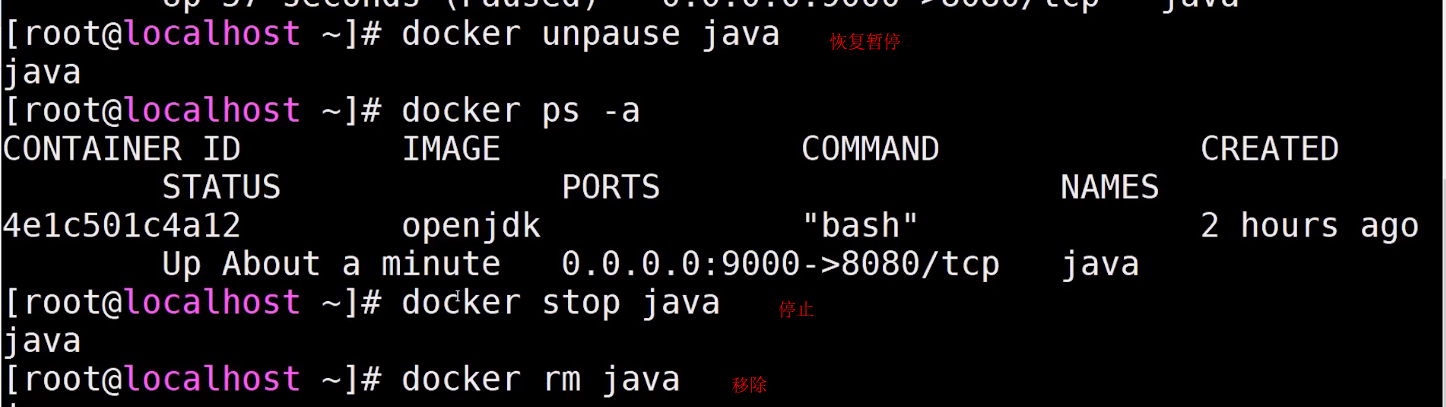 up 57 seconds (Paused) 0.0.0.0:9000->8080/tcp java
[root@localhost ~]# docker unpause java 恢复暂停
java
[root@localhost ~]# docker ps -a
CONTAINER ID IMAGE COMMAND CREATED
STATUS PORTS NAMES
4e1c501c4a12 openjdk "bash" 2 hours ago
Up About a minute 0.0.0.0:9000->8080/tcp java
[root@localhost ~]# docker stop java 停止
java
[root@localhost ~]# docker rm java 移除